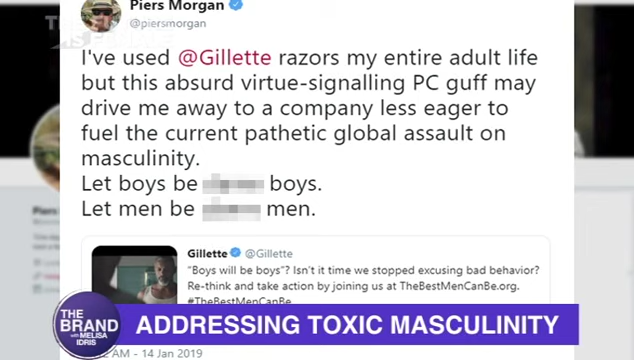 Piers Morgan
@piersmorgan
I've used @Gillette razors my entire adult life
but this absurd virtue-signalling PC guff may
drive me away to a company less eager to
fuel the current pathetic global assault on
masculinity.
Let boys be boys.
Let men be men.
Gillette @Gillette
"Boys will be boys"? Isn't it time we stopped excusing bad behavior?
Re-think and take action by joining us at TheBestMenCanBe.org.
#TheBestMenCanBe
THE
BRAND
with MELISA
IDRIS
ADDRESSING TOXIC MASCULINITY
AM - 14 Jan 2019